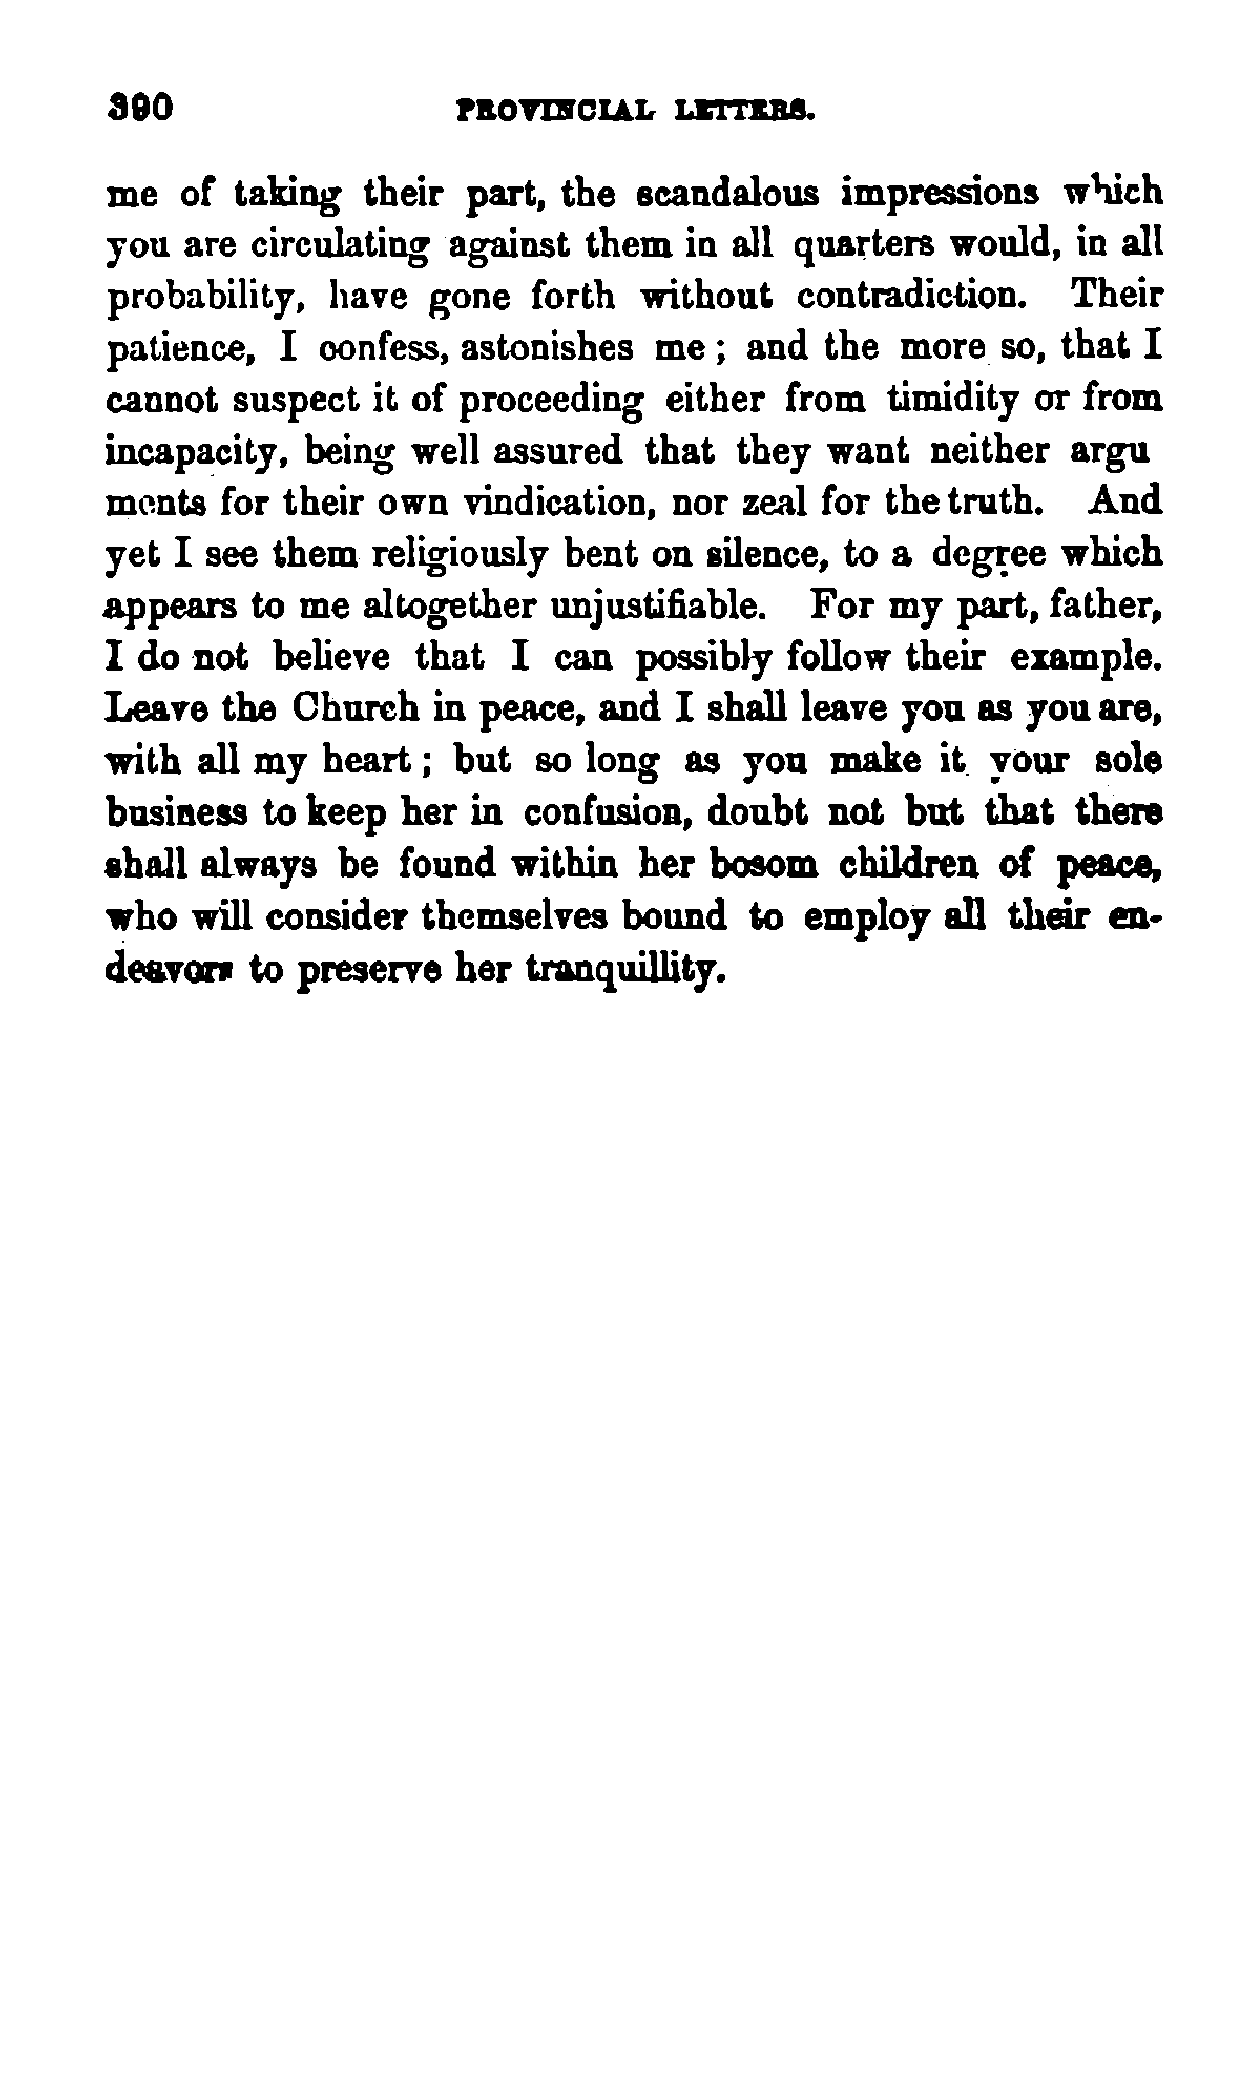 390 PROVINCIAL LETTERS.
me of taking their part, the scandalous impressions which
you are circulating against them in all quarters would, in all
probability, have gone forth without contradiction. Their
patience, I confess, astonishes me ; and the more so, that I
cannot suspect it of proceeding either from timidity or from
incapacity, being well assured that they want neither argu
ments for their own vindication, nor zeal for the truth. And
yet I see them religiously bent on silence, to a degree which
appears to me altogether unjustifiable. For my part, father,
I do not believe that I can possibly follow their example.
Leave the Church in peace, and I shall leave you as you are,
with all my heart ; but so long as you make it your sole
business to keep her in confusion, doubt not but that there
shall always be found within her bosom children of peace,
who will consider themselves bound to employ all their en-
deavors to preserve her tranquillity.